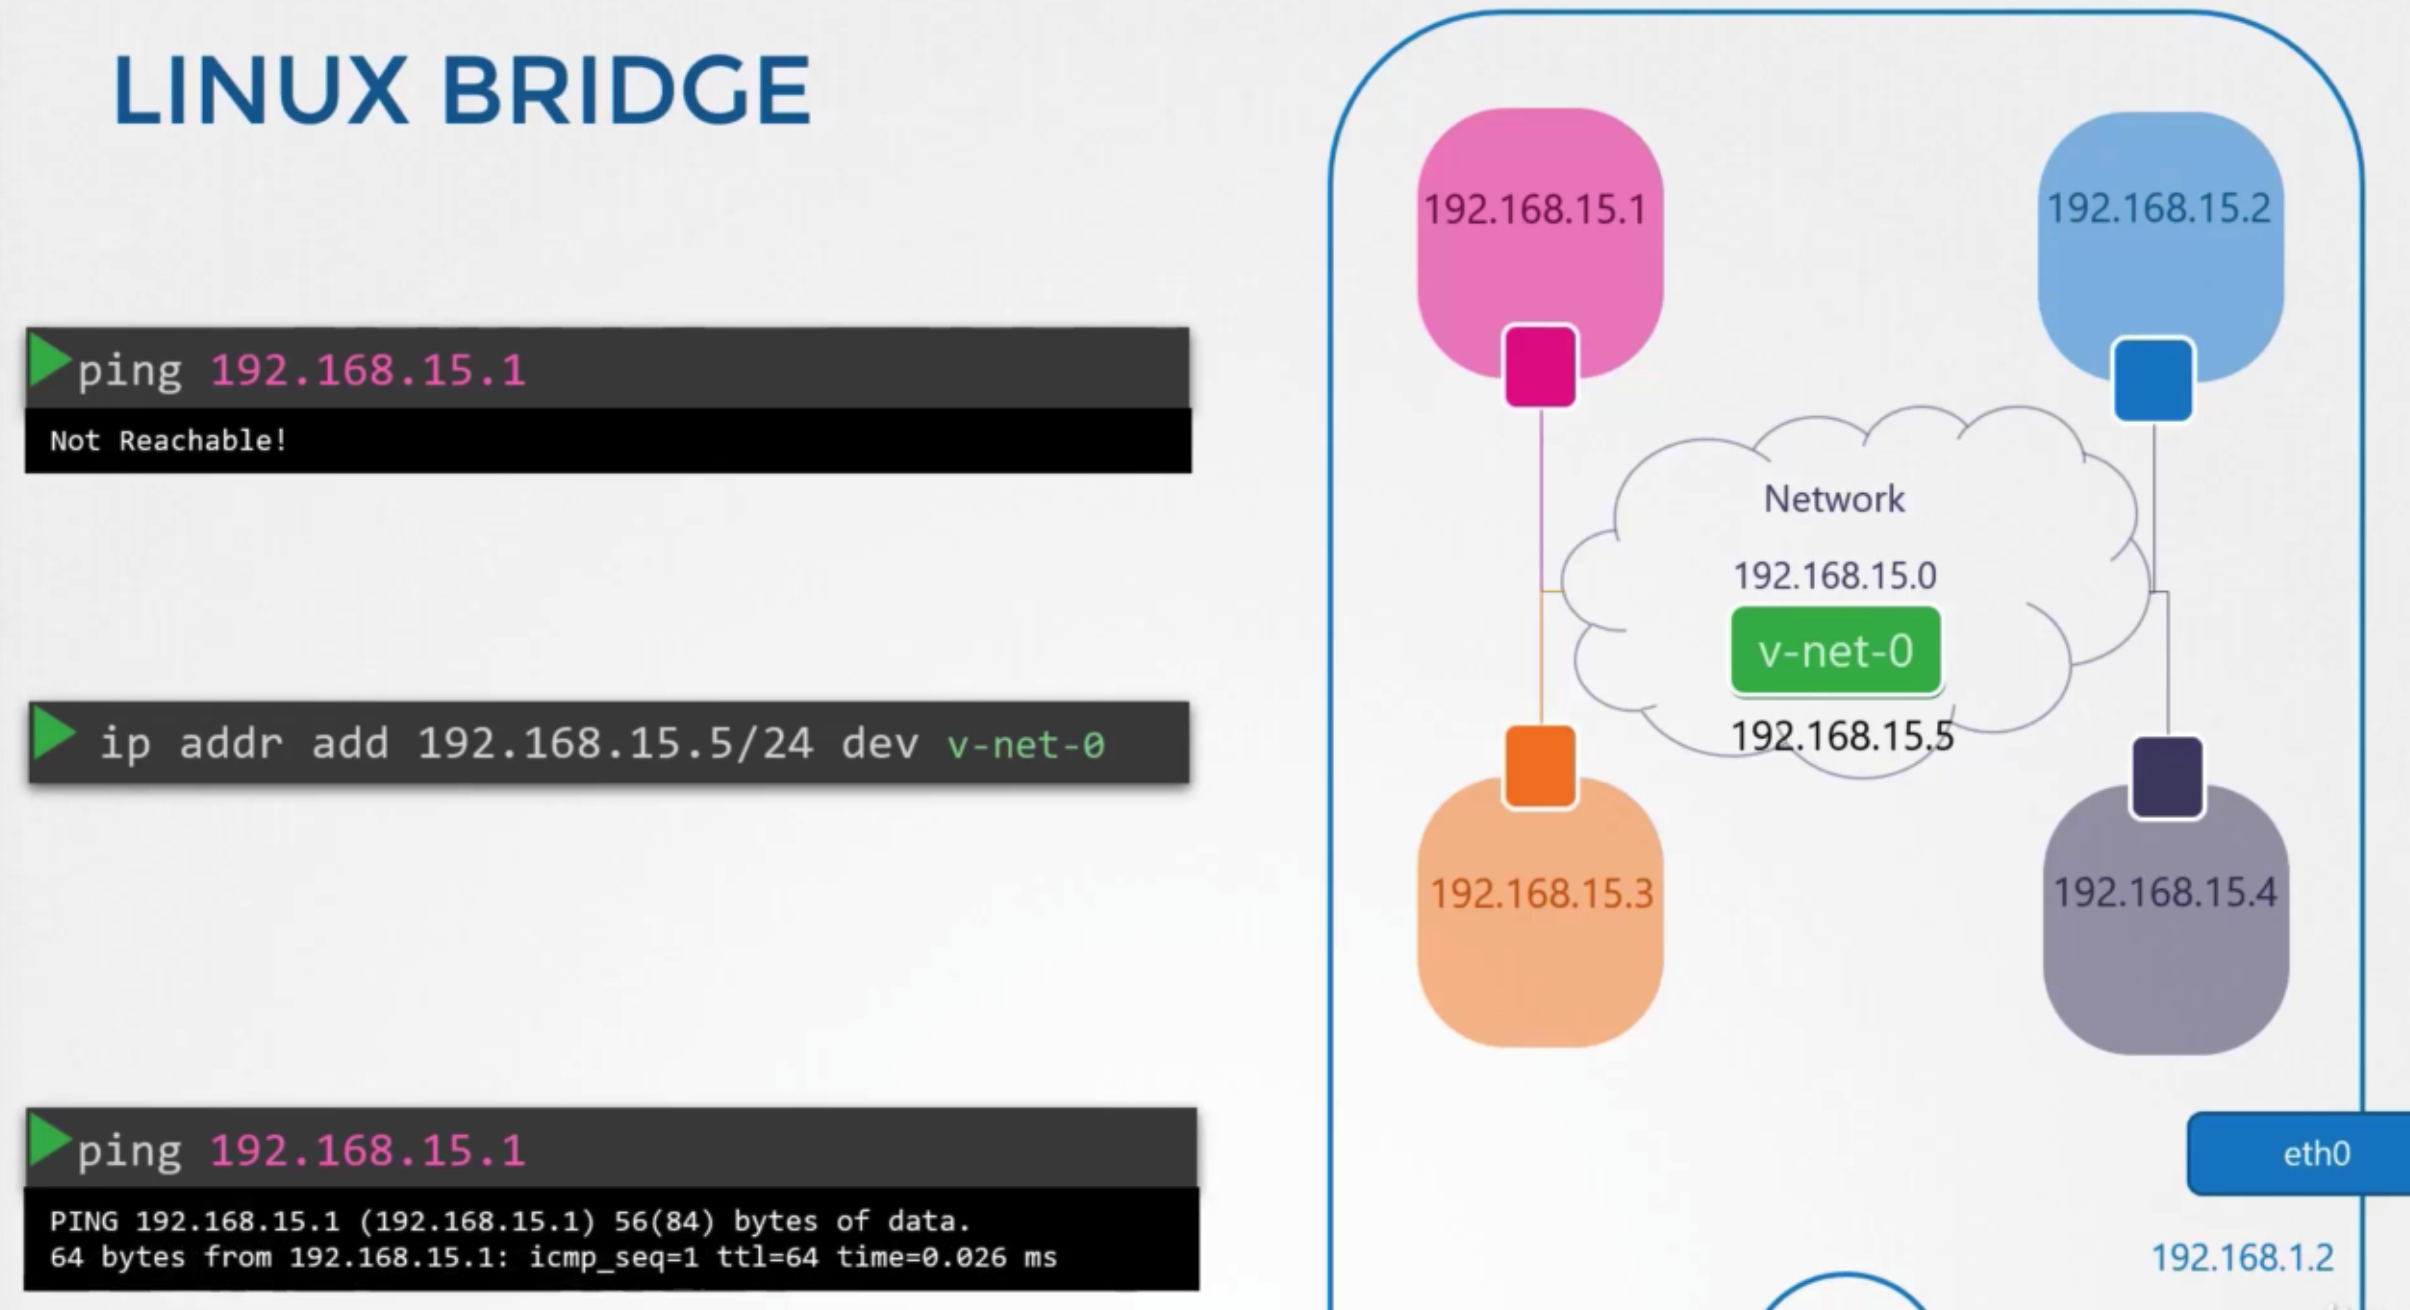 LINUX BRIDGE
ping 192.168.15.1
Not Reachable!
ip addr add 192.168.15.5/24 dev v-net-0
ping 192.168.15.1
PING 192.168.15.1 (192.168.15.1) 56(84) bytes of data.
64 bytes from 192.168.15.1: icmp_seq=1 ttl=64 time=0.026 ms
192.168.15.1
192.168.15.2
Network
192.168.15.0
v-net-0
192.168.15.5
192.168.15.3
192.168.15.4
eth0
192.168.1.2